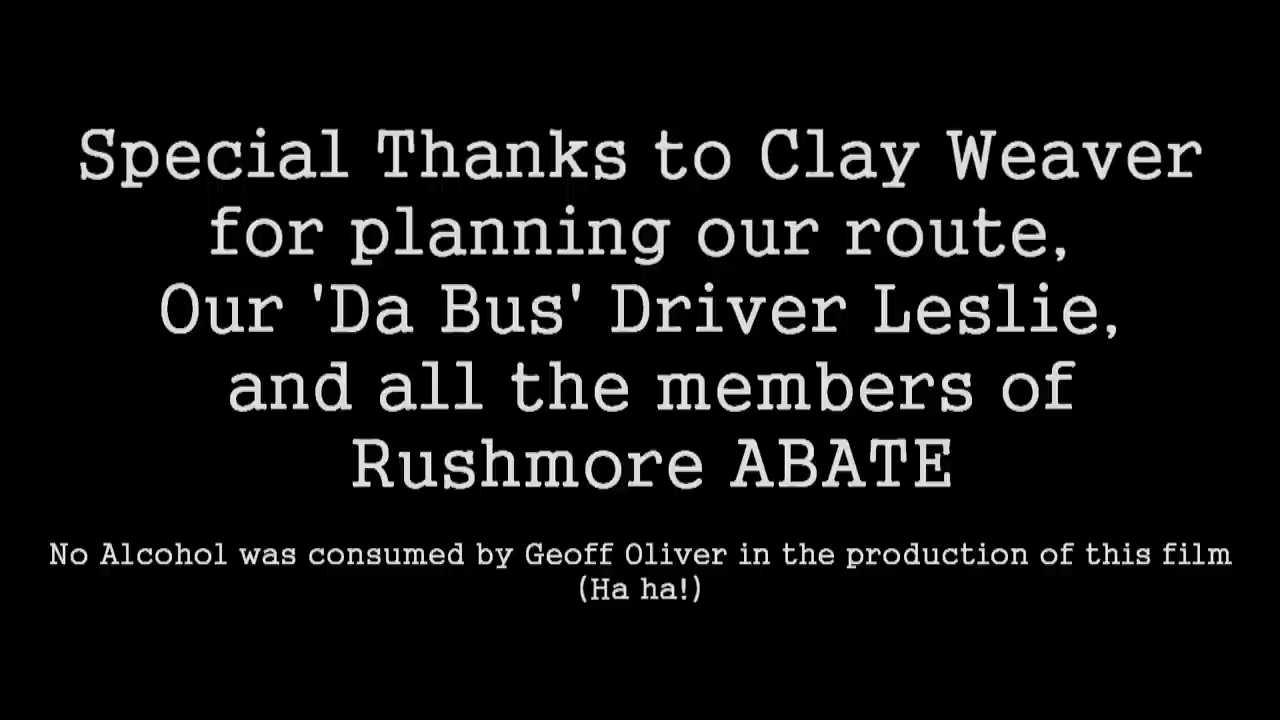 Special Thanks to Clay Weaver
for planning our route,
Our 'Da Bus' Driver Leslie,
and all the members of
Rushmore ABATE
No Alcohol was consumed by Geoff Oliver in the production of this film
(Ha ha!)